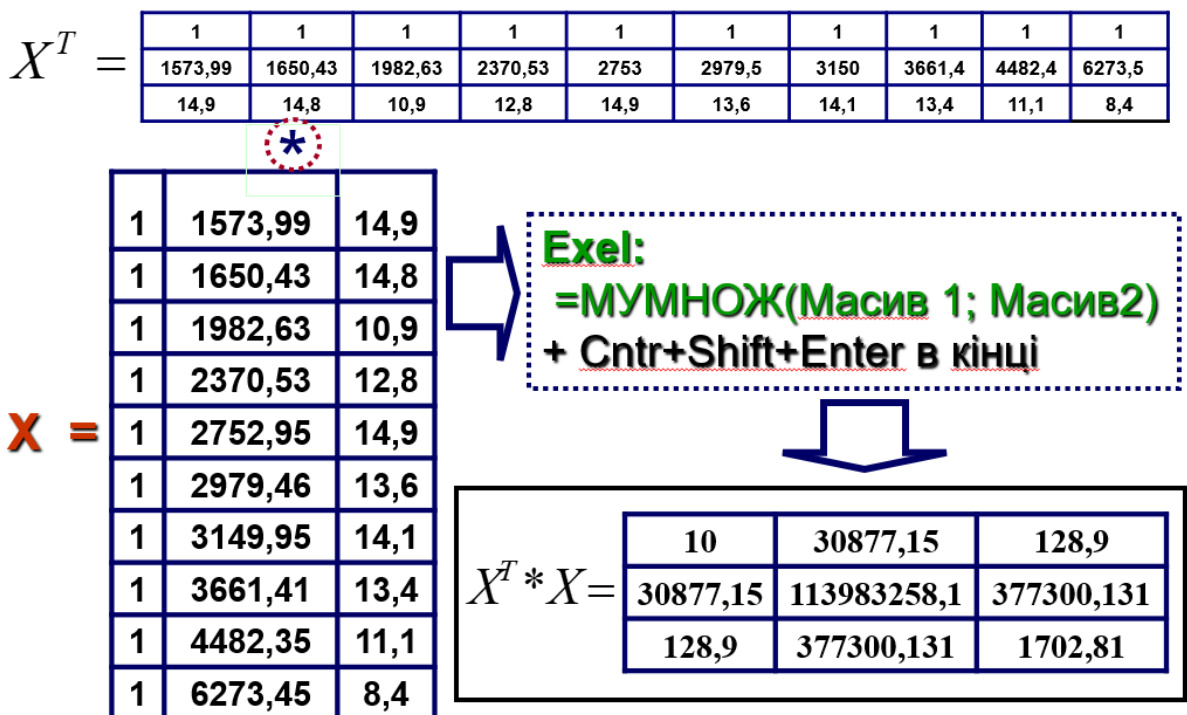 X^T =
1 1 1 1 1 1 1 1 1 1
1573,99 1650,43 1982,63 2370,53 2753 2979,5 3150 3661,4 4482,4 6273,5
14,9 14,8 10,9 12,8 14,9 13,6 14,1 13,4 11,1 8,4
*
X =
1 1573,99 14,9
1 1650,43 14,8
1 1982,63 10,9
1 2370,53 12,8
1 2752,95 14,9
1 2979,46 13,6
1 3149,95 14,1
1 3661,41 13,4
1 4482,35 11,1
1 6273,45 8,4
Exel:
=МУМНОЖ(Масив 1; Масив2)
+ Cntr+Shift+Enter в кінці
X^T * X =
10 30877,15 128,9
30877,15 113983258,1 377300,131
128,9 377300,131 1702,81